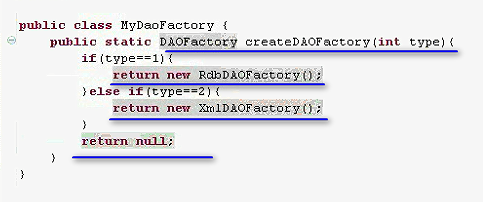 public class MyDaoFactory {
public static DAOFactory createDAOFactory(int type){
if(type==1){
return new RdbDAOFactory();
}else if(type==2){
return new XmlDAOFactory();
}
return null;
}
}